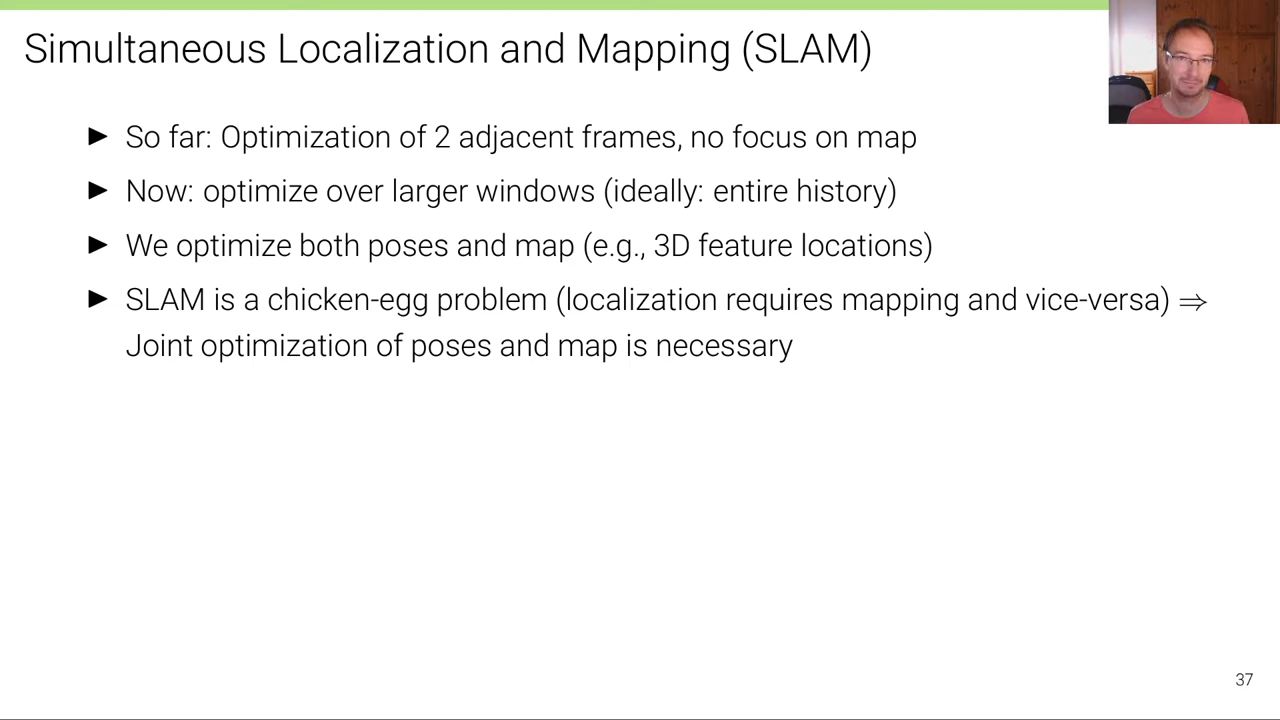 Simultaneous Localization and Mapping (SLAM)
▶ So far: Optimization of 2 adjacent frames, no focus on map
▶ Now: optimize over larger windows (ideally: entire history)
▶ We optimize both poses and map (e.g., 3D feature locations)
▶ SLAM is a chicken-egg problem (localization requires mapping and vice-versa) ⇒
Joint optimization of poses and map is necessary
37